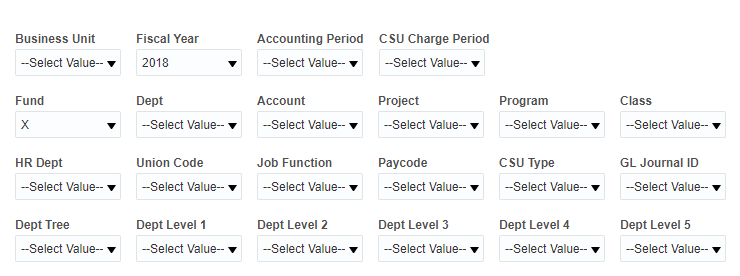 Business Unit Fiscal Year Accounting Period CSU Charge Period
--Select Value-- 2018 --Select Value-- --Select Value--
Fund Dept Account Project Program Class
X --Select Value-- --Select Value-- --Select Value-- --Select Value-- --Select Value--
HR Dept Union Code Job Function Paycode CSU Type GL Journal ID
--Select Value-- --Select Value-- --Select Value-- --Select Value-- --Select Value-- --Select Value--
Dept Tree Dept Level 1 Dept Level 2 Dept Level 3 Dept Level 4 Dept Level 5
--Select Value-- --Select Value-- --Select Value-- --Select Value-- --Select Value-- --Select Value--